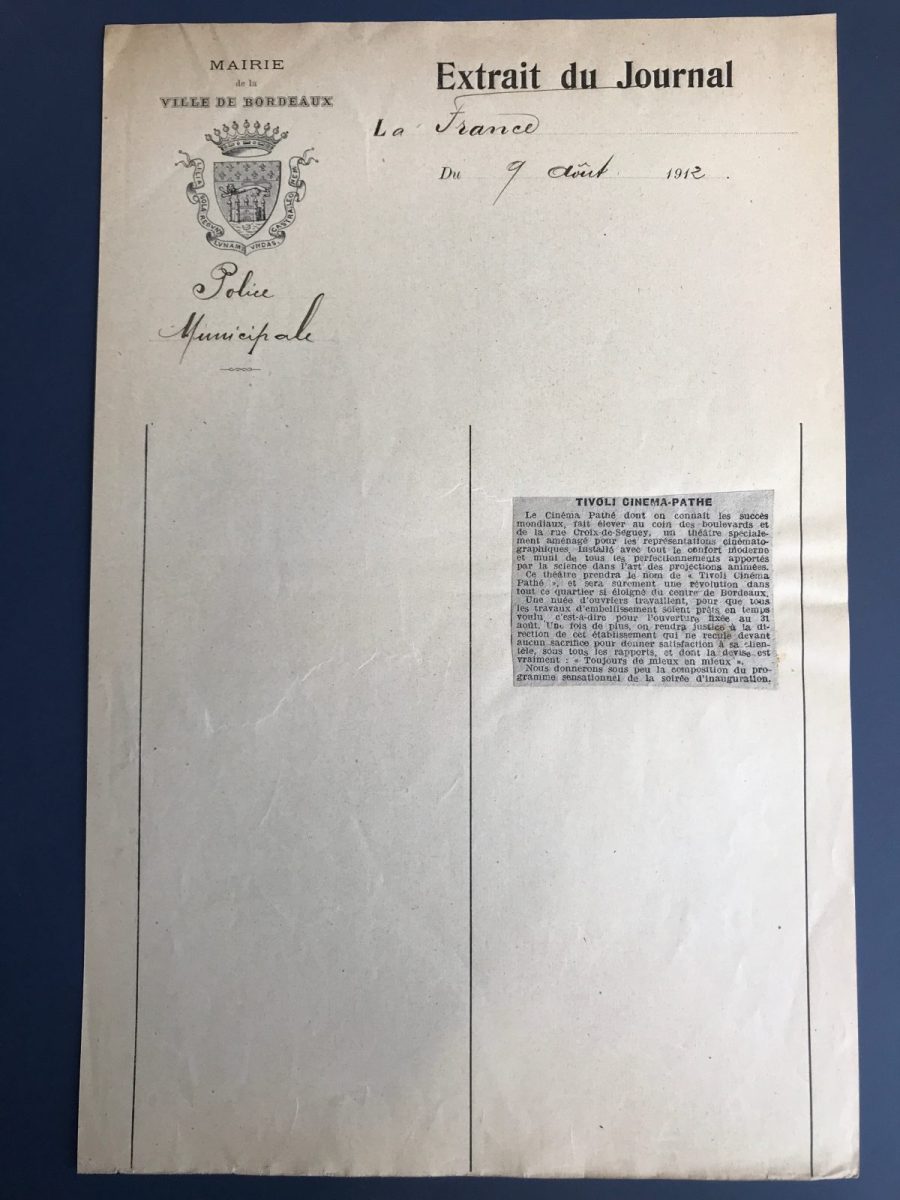 MAIRIE
de la
VILLE DE BORDEAUX
LILIA SOLA REGUNT LVNAM VNDAS CASTRA LEONEM
Police
Municipale
Extrait du Journal
La France
Du 9 août 1912.
TIVOLI CINEMA-PATHE
Le Cinéma Pathé dont on connaît les succès
mondiaux, fait élever au coin des boulevards et
de la rue Croix-de-Seguey, un théâtre speciale-
ment aménagé pour les représentations cinémato-
graphiques, installé avec tout le confort moderne
et muni de tous les perfectionnements apportés
par la science dans l'art des projections animées.
Ce théâtre prendra le nom de « Tivoli Cinéma
Pathé », et sera sûrement une révolution dans
tout ce quartier si éloigné du centre de Bordeaux.
Une nuée d'ouvriers travaillent, pour que tous
les travaux d'embellissement soient prêts en temps
voulu, c'est-à-dire pour l'ouverture fixée au 31
août. Une fois de plus, on rendra justice à la di-
rection de cet établissement qui ne recule devant
aucun sacrifice pour donner satisfaction à sa clien-
tèle, sous tous les rapports, et dont la devise est
vraiment : « Toujours de mieux en mieux ».
Nous donnerons sous peu la composition du pro-
gramme sensationnel de la soirée d'inauguration.